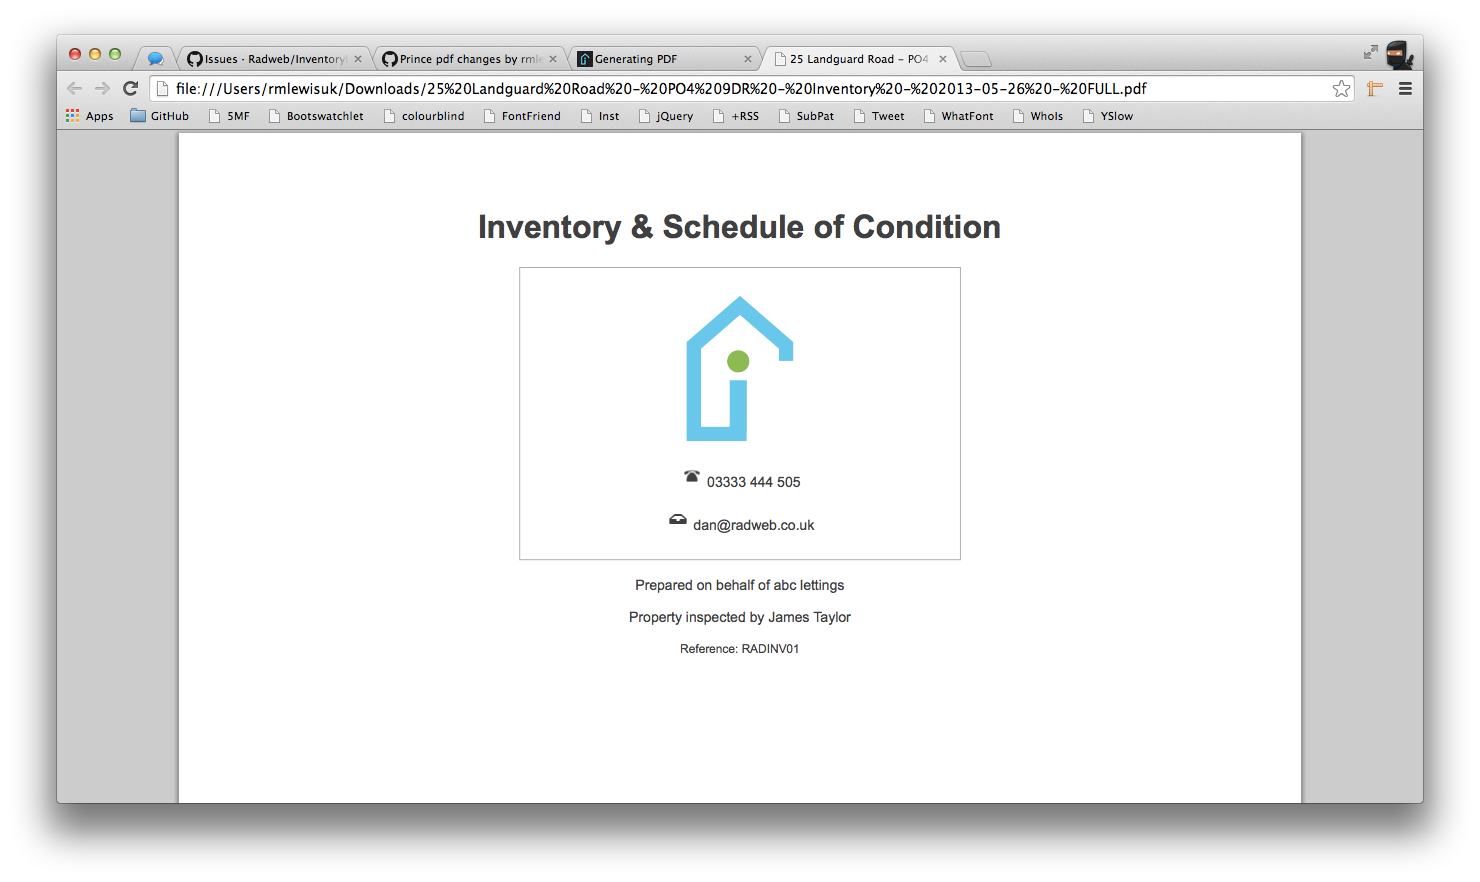 Issues · Radweb/Inventory
Prince pdf changes by rmle
Generating PDF
25 Landguard Road – PO4
file:///Users/rmlewisuk/Downloads/25%20Landguard%20Road%20-%20PO4%209DR%20-%20Inventory%20-%202013-05-26%20-%20FULL.pdf
Apps GitHub 5MF Bootswatchlet colourblind FontFriend Inst jQuery +RSS SubPat Tweet WhatFont WhoIs YSlow
Inventory & Schedule of Condition
03333 444 505
dan@radweb.co.uk
Prepared on behalf of abc lettings
Property inspected by James Taylor
Reference: RADINV01